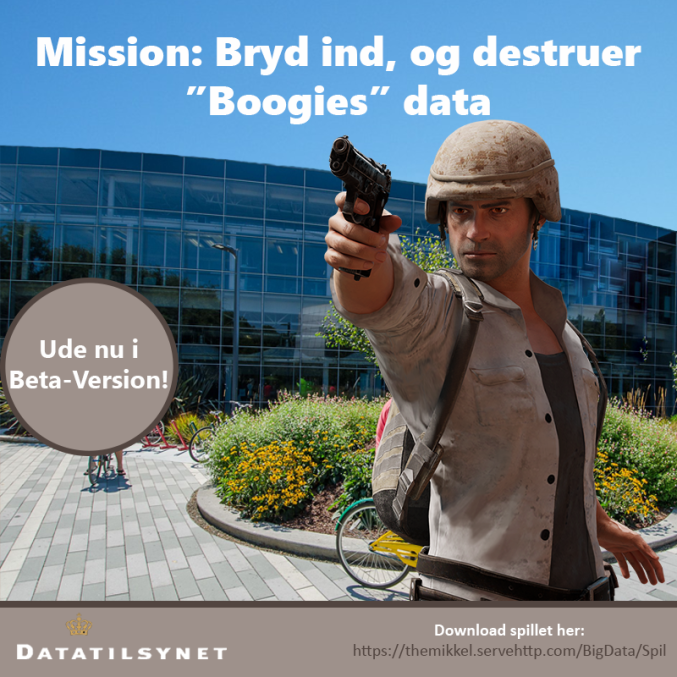 Mission: Bryd ind, og destruer
”Boogies” data
Ude nu i
Beta-Version!
DATATILSYNET
Download spillet her:
https://themikkel.servehttp.com/BigData/Spil